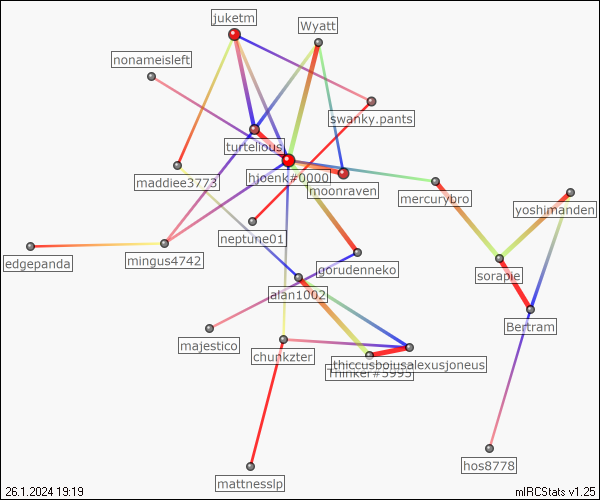 juketm
Wyatt
nonameisleft
swanky.pants
turtelious
hjoenk#0000
maddiee3773
moonraven
mercurybro
yoshimanden
neptune01
edgepanda
mingus4742
gorudenneko
sorapie
alan1002
Bertram
majestico
chunkzter
thiccusboiusalexusjoneus
Thinker#5995
hos8778
mattnesslp
26.1.2024 19:19
mIRCStats v1.25